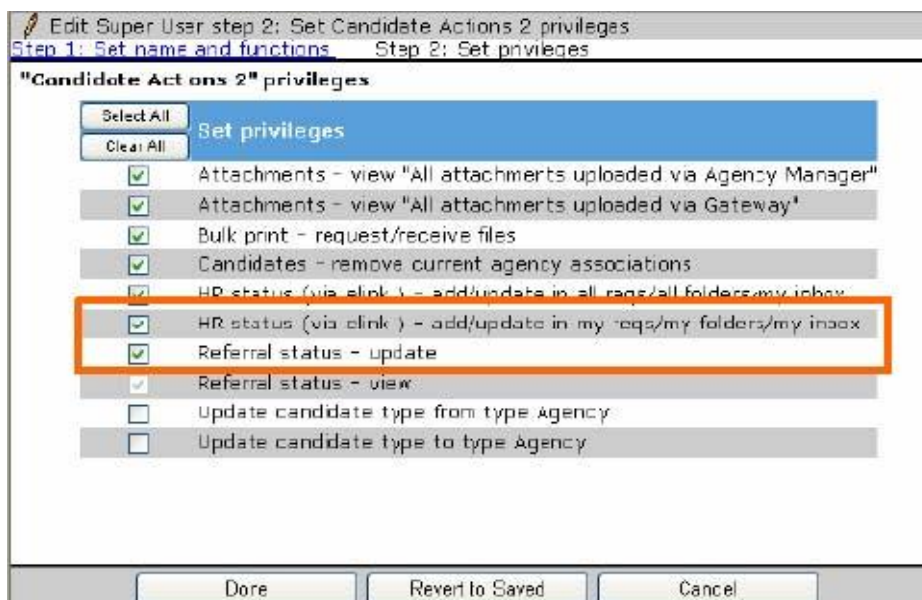 Edit Super User step 2: Set Candidate Actions 2 privileges
Step 1: Set name and functions Step 2: Set privileges
"Candidate Actions 2" privileges
Select All
Set privileges
Clear All
Attachments - view "All attachments uploaded via Agency Manager"
Attachments - view "All attachments uploaded via Gateway"
Bulk print - request/receive files
Candidates - remove current agency associations
HR status (via elink ) - add/update in all reqs/all folders/my inbox
HR status (via elink ) - add/update in my reqs/my folders/my inbox
Referral status - update
Referral status - view
Update candidate type from type Agency
Update candidate type to type Agency
Done Revert to Saved Cancel